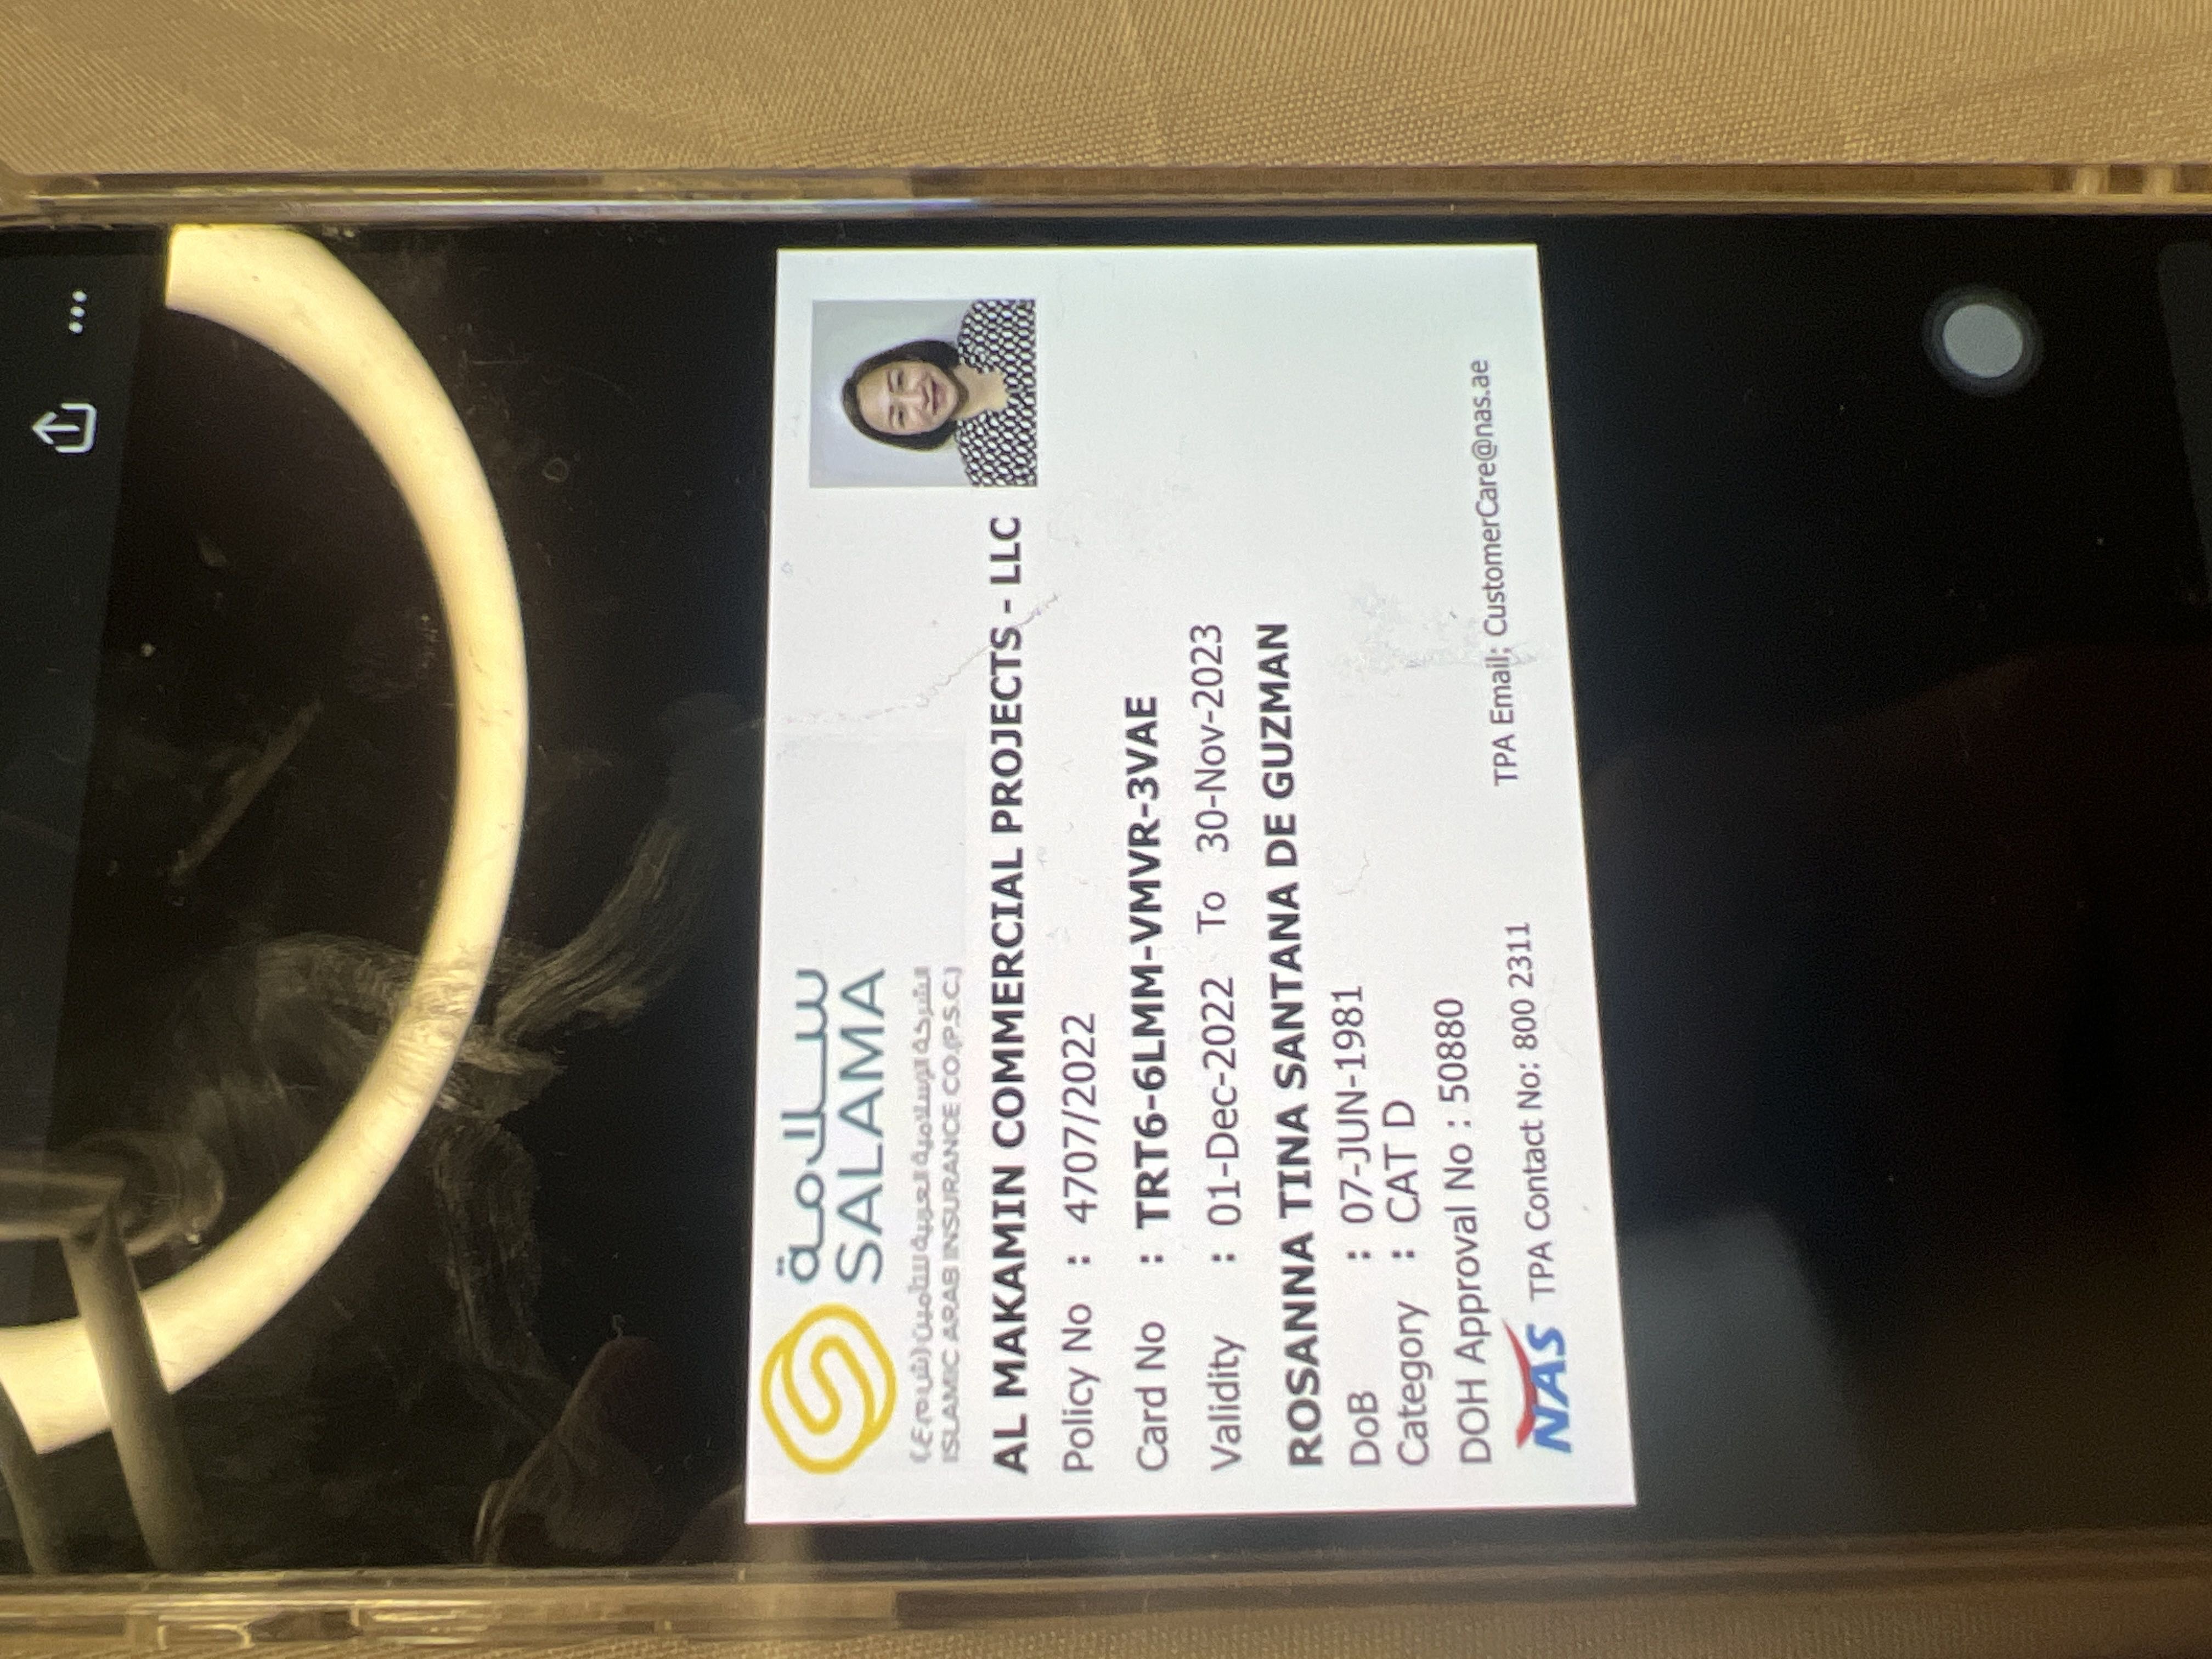 سلامة
SALAMA
الشركة الإسلامية العربية للتأمين (ش.م.ع)
ISLAMIC ARAB INSURANCE CO.(P.S.C.)
AL MAKAMIN COMMERCIAL PROJECTS - LLC
Policy No : 4707/2022
Card No : TRT6-6LMM-VMVR-3VAE
Validity : 01-Dec-2022 To 30-Nov-2023
ROSANNA TINA SANTANA DE GUZMAN
DoB : 07-JUN-1981
Category : CAT D
DOH Approval No : 50880
NAS TPA Contact No: 800 2311 TPA Email; CustomerCare@nas.ae